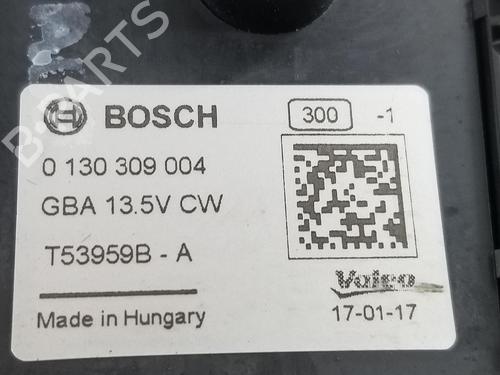 B-PARTS
BOSCH
300 -1
0 130 309 004
GBA 13.5V CW
T53959B - A
Valeo
Made in Hungary
17-01-17